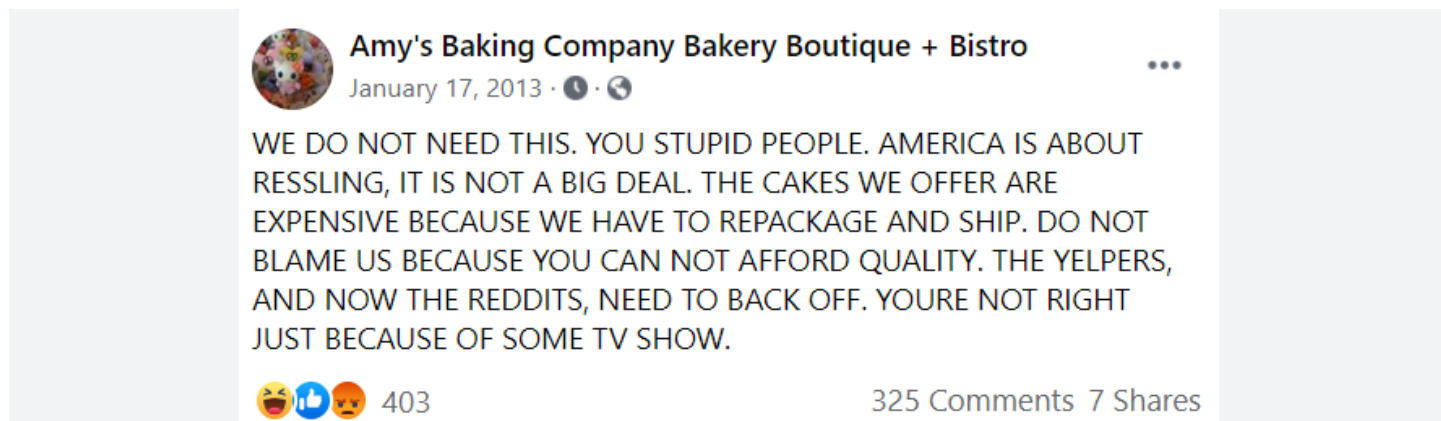 Amy's Baking Company Bakery Boutique + Bistro
January 17, 2013 · ·
WE DO NOT NEED THIS. YOU STUPID PEOPLE. AMERICA IS ABOUT
RESSLING, IT IS NOT A BIG DEAL. THE CAKES WE OFFER ARE
EXPENSIVE BECAUSE WE HAVE TO REPACKAGE AND SHIP. DO NOT
BLAME US BECAUSE YOU CAN NOT AFFORD QUALITY. THE YELPERS,
AND NOW THE REDDITS, NEED TO BACK OFF. YOURE NOT RIGHT
JUST BECAUSE OF SOME TV SHOW.
403 325 Comments 7 Shares